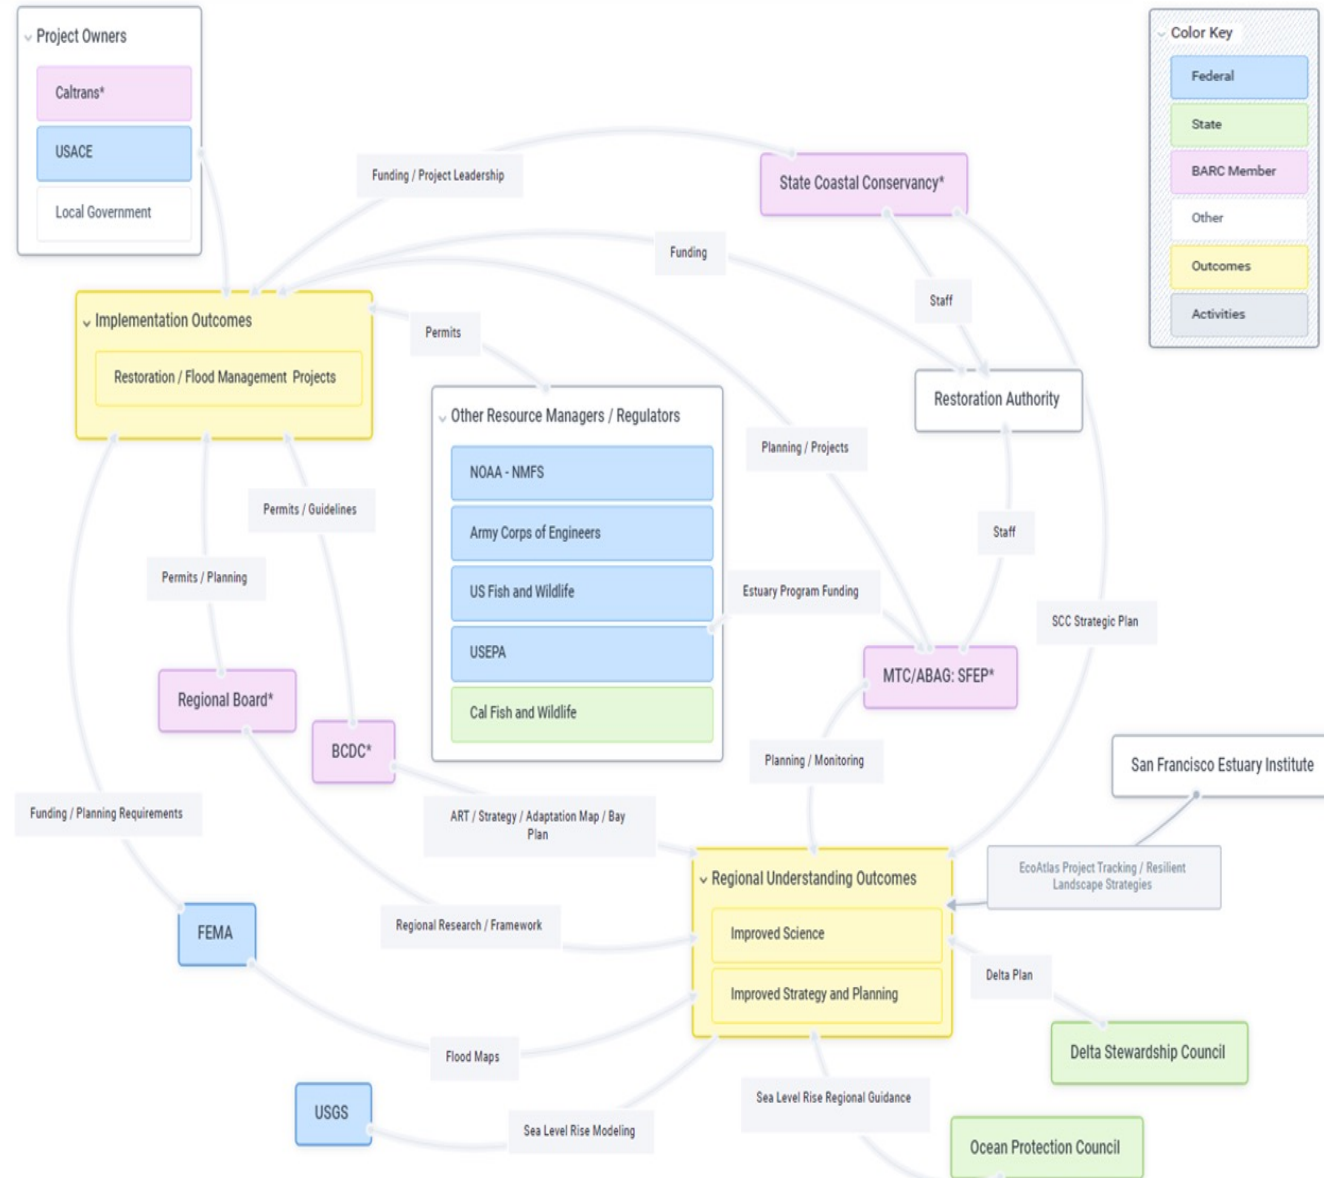 Project Owners
Caltrans*
USACE
Local Government
Color Key
Federal
State
BARC Member
Other
Outcomes
Activities
Funding / Project Leadership
State Coastal Conservancy*
Funding
Staff
Implementation Outcomes
Restoration / Flood Management Projects
Permits
Restoration Authority
Other Resource Managers / Regulators
NOAA - NMFS
Army Corps of Engineers
US Fish and Wildlife
USEPA
Cal Fish and Wildlife
Planning / Projects
Permits / Guidelines
Staff
Permits / Planning
Estuary Program Funding
SCC Strategic Plan
MTC/ABAG: SFEP*
Regional Board*
BCDC*
Planning / Monitoring
San Francisco Estuary Institute
Funding / Planning Requirements
ART / Strategy / Adaptation Map / Bay
Plan
EcoAtlas Project Tracking / Resilient
Landscape Strategies
Regional Understanding Outcomes
Improved Science
Improved Strategy and Planning
Regional Research / Framework
FEMA
Delta Plan
Delta Stewardship Council
Flood Maps
USGS
Sea Level Rise Modeling
Sea Level Rise Regional Guidance
Ocean Protection Council